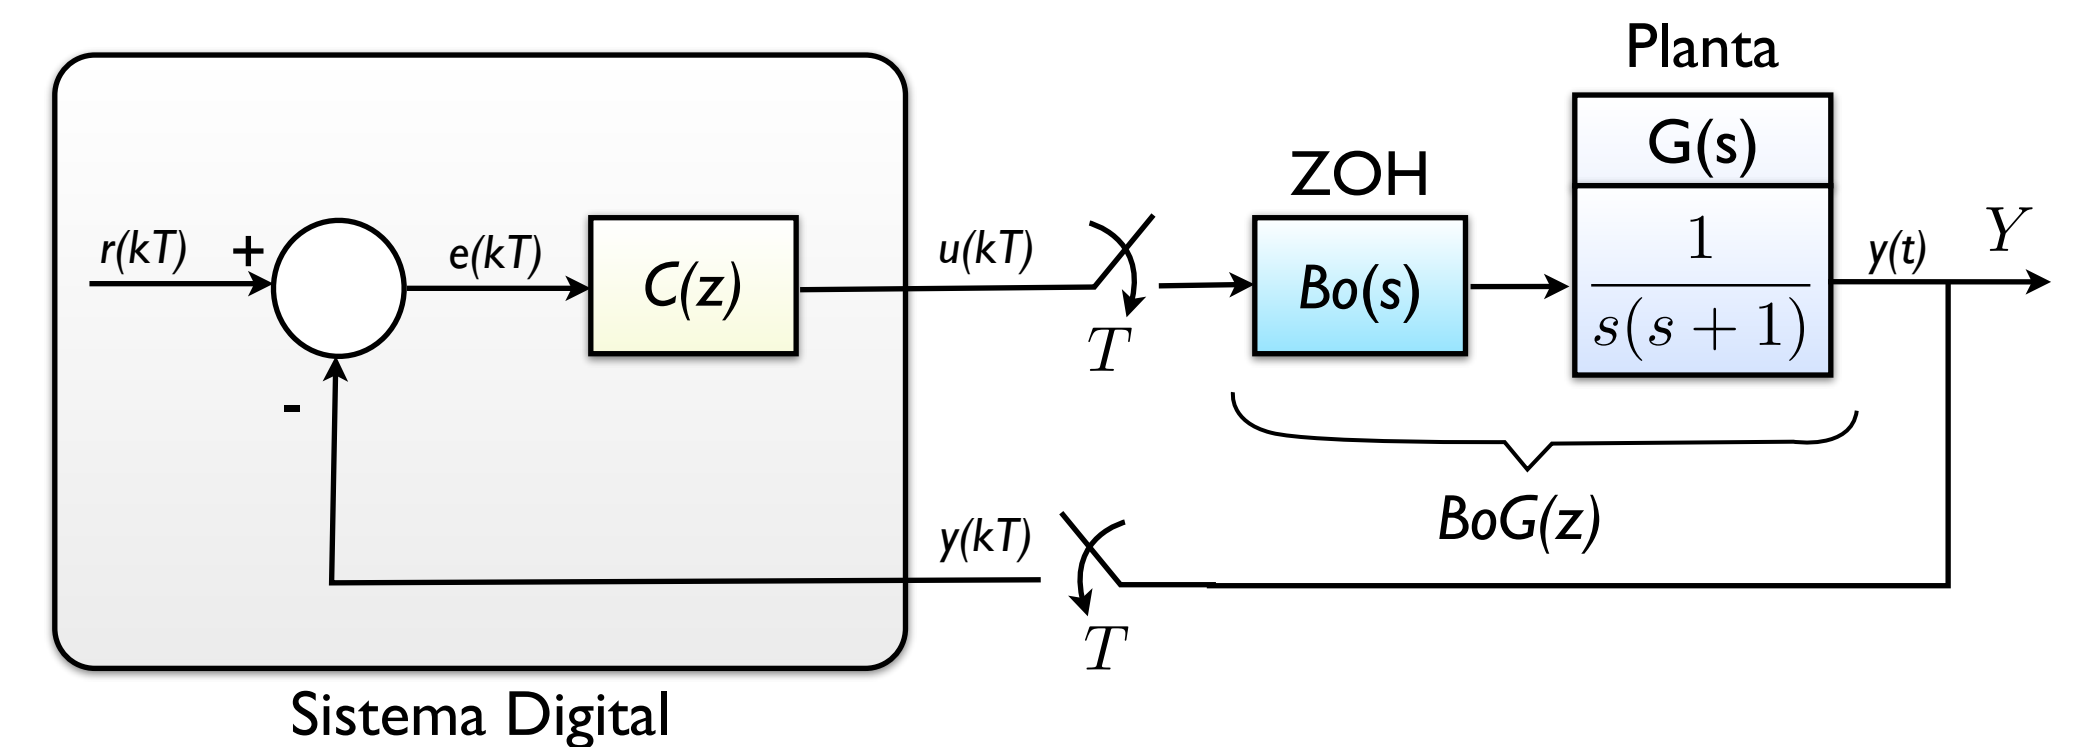 Planta
G(s)
ZOH
r(kT)
+
e(kT)
C(z)
u(kT)
T
Bo(s)
1
s(s + 1)
y(t)
Y
-
BoG(z)
y(kT)
T
Sistema Digital